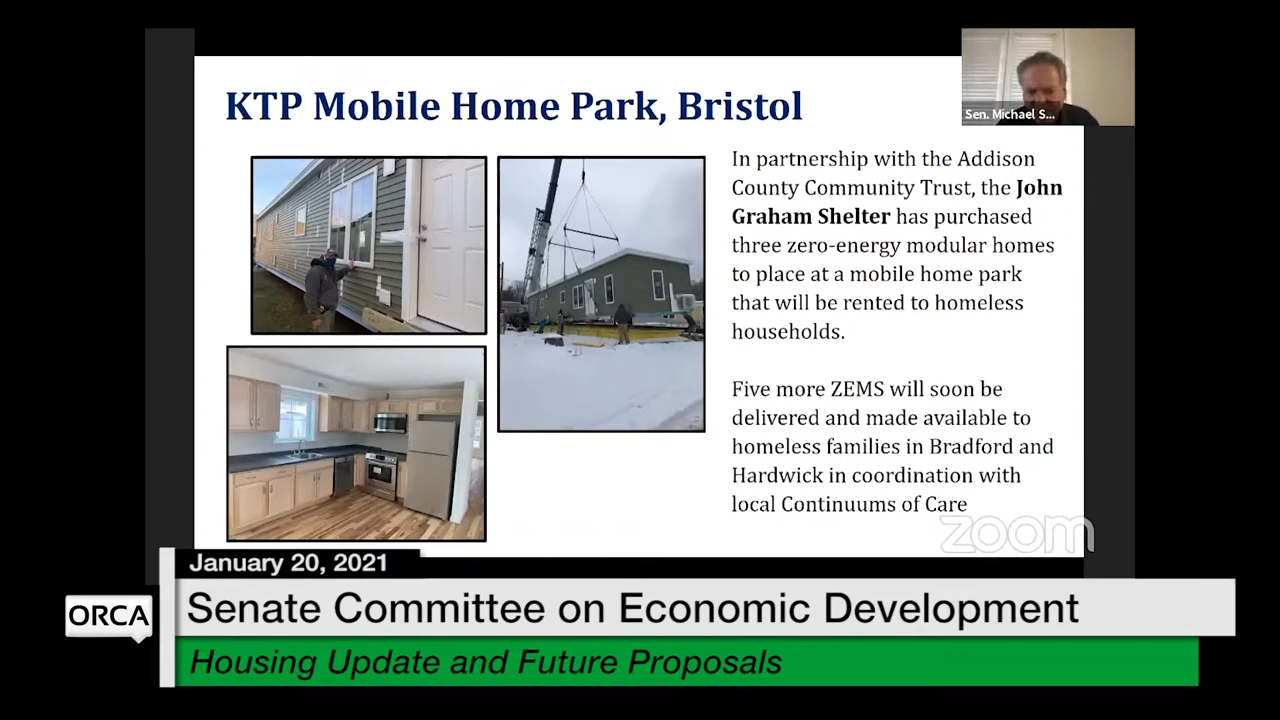 KTP Mobile Home Park, Bristol
Sen. Michael S...
In partnership with the Addison
County Community Trust, the John
Graham Shelter has purchased
three zero-energy modular homes
to place at a mobile home park
that will be rented to homeless
households.
Five more ZEMS will soon be
delivered and made available to
homeless families in Bradford and
Hardwick in coordination with
local Continuums of Care
zoom
January 20, 2021
ORCA
Senate Committee on Economic Development
Housing Update and Future Proposals